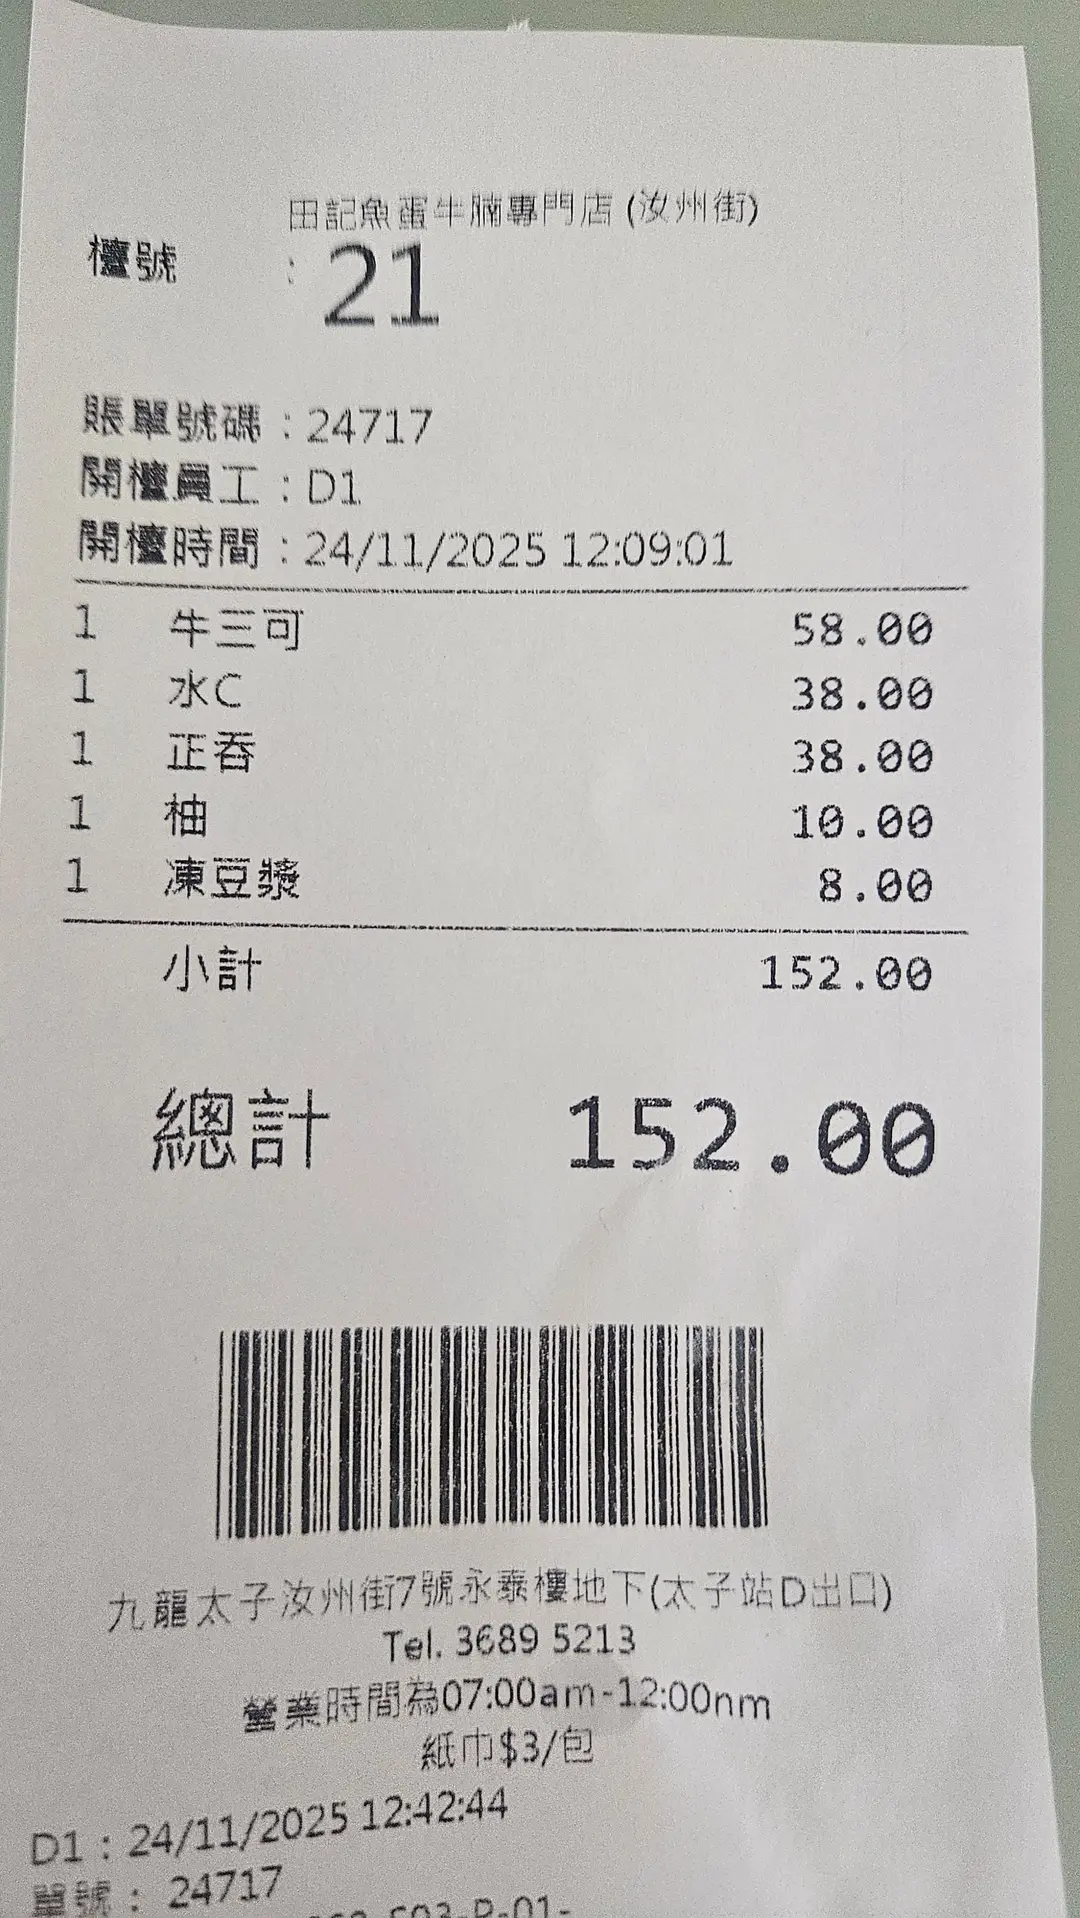 田記魚蛋牛腩專門店 (汝州街)
檯號 : 21
賬單號碼 : 24717
開檯員工 : D1
開檯時間 : 24/11/2025 12:09:01
1 牛三可 58.00
1 水C 38.00
1 正吞 38.00
1 柚 10.00
1 凍豆漿 8.00
小計 152.00
總計 152.00
九龍太子汝州街7號永泰樓地下(太子站D出口)
Tel. 3689 5213
營業時間為07:00am-12:00nm
紙巾$3/包
D1 : 24/11/2025 12:42:44
單號 : 24717